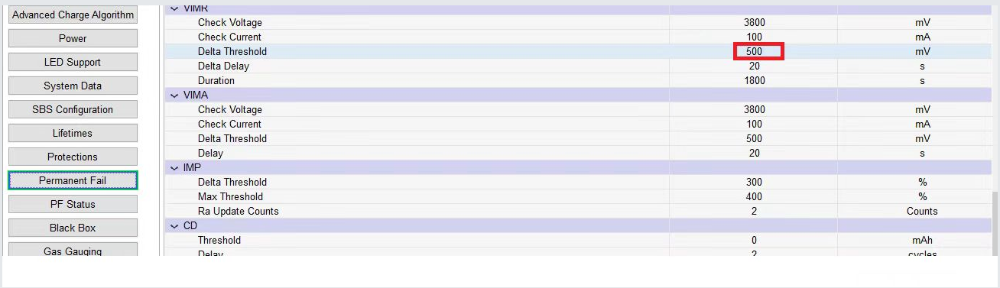 Advanced Charge Algorithm
Power
LED Support
System Data
SBS Configuration
Lifetimes
Protections
Permanent Fail
PF Status
Black Box
Gas Gauging
VIMR
Check Voltage 3800 mV
Check Current 100 mA
Delta Threshold 500 mV
Delta Delay 20 s
Duration 1800 s
VIMA
Check Voltage 3800 mV
Check Current 100 mA
Delta Threshold 500 mV
Delay 20 s
IMP
Delta Threshold 300 %
Max Threshold 400 %
Ra Update Counts 2 Counts
CD
Threshold 0 mAh
Delay 2 cycles